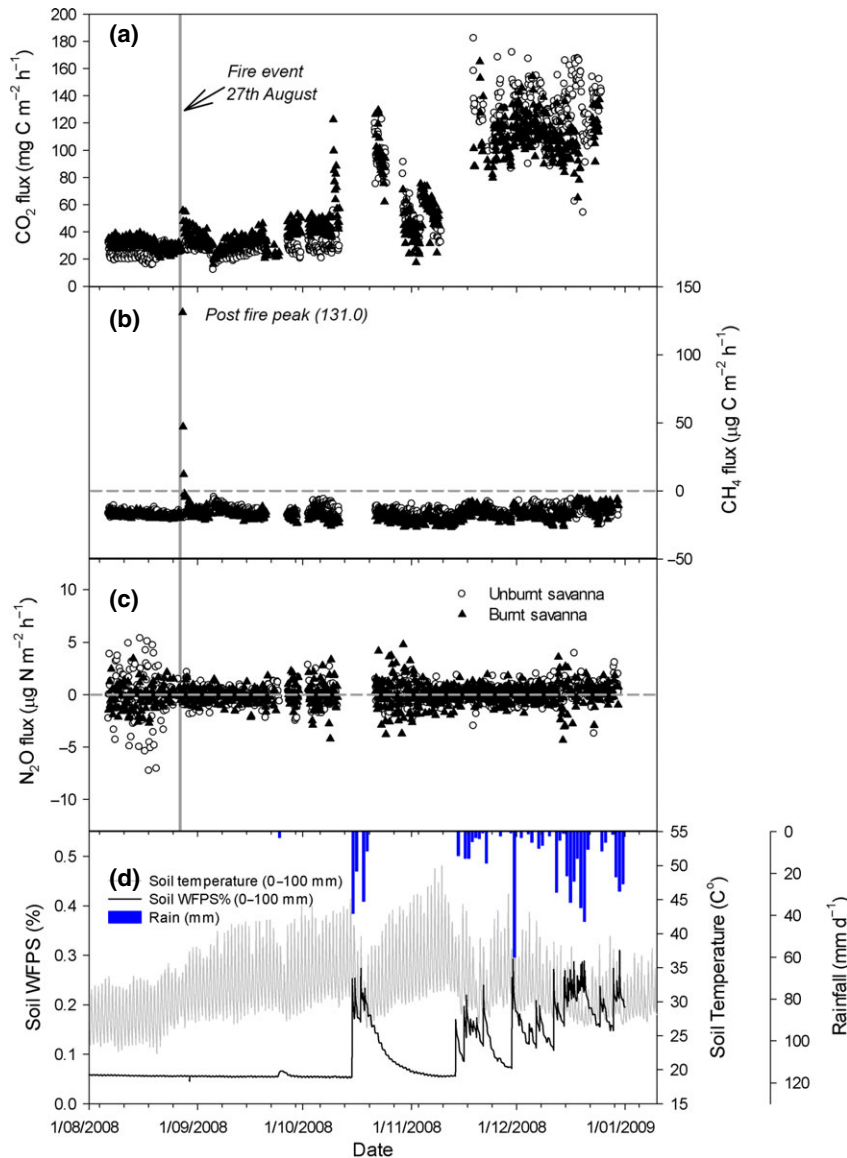 (a)
200
180
160
140
120
100
80
60
40
20
0
CO2 flux (mg C m−2 h−1)
Fire event
27th August
(b)
Post fire peak (131.0)
150
100
50
0
−50
CH4 flux (µg C m−2 h−1)
(c)
10
5
0
−5
−10
N2O flux (µg N m−2 h−1)
Unburnt savanna
Burnt savanna
(d)
Soil temperature (0–100 mm)
Soil WFPS% (0–100 mm)
Rain (mm)
0.5
0.4
0.3
0.2
0.1
0.0
Soil WFPS (%)
55
50
45
40
35
30
25
20
15
Soil Temperature (C°)
0
20
40
60
80
100
120
Rainfall (mm d−1)
1/08/2008 1/09/2008 1/10/2008 1/11/2008 1/12/2008 1/01/2009
Date